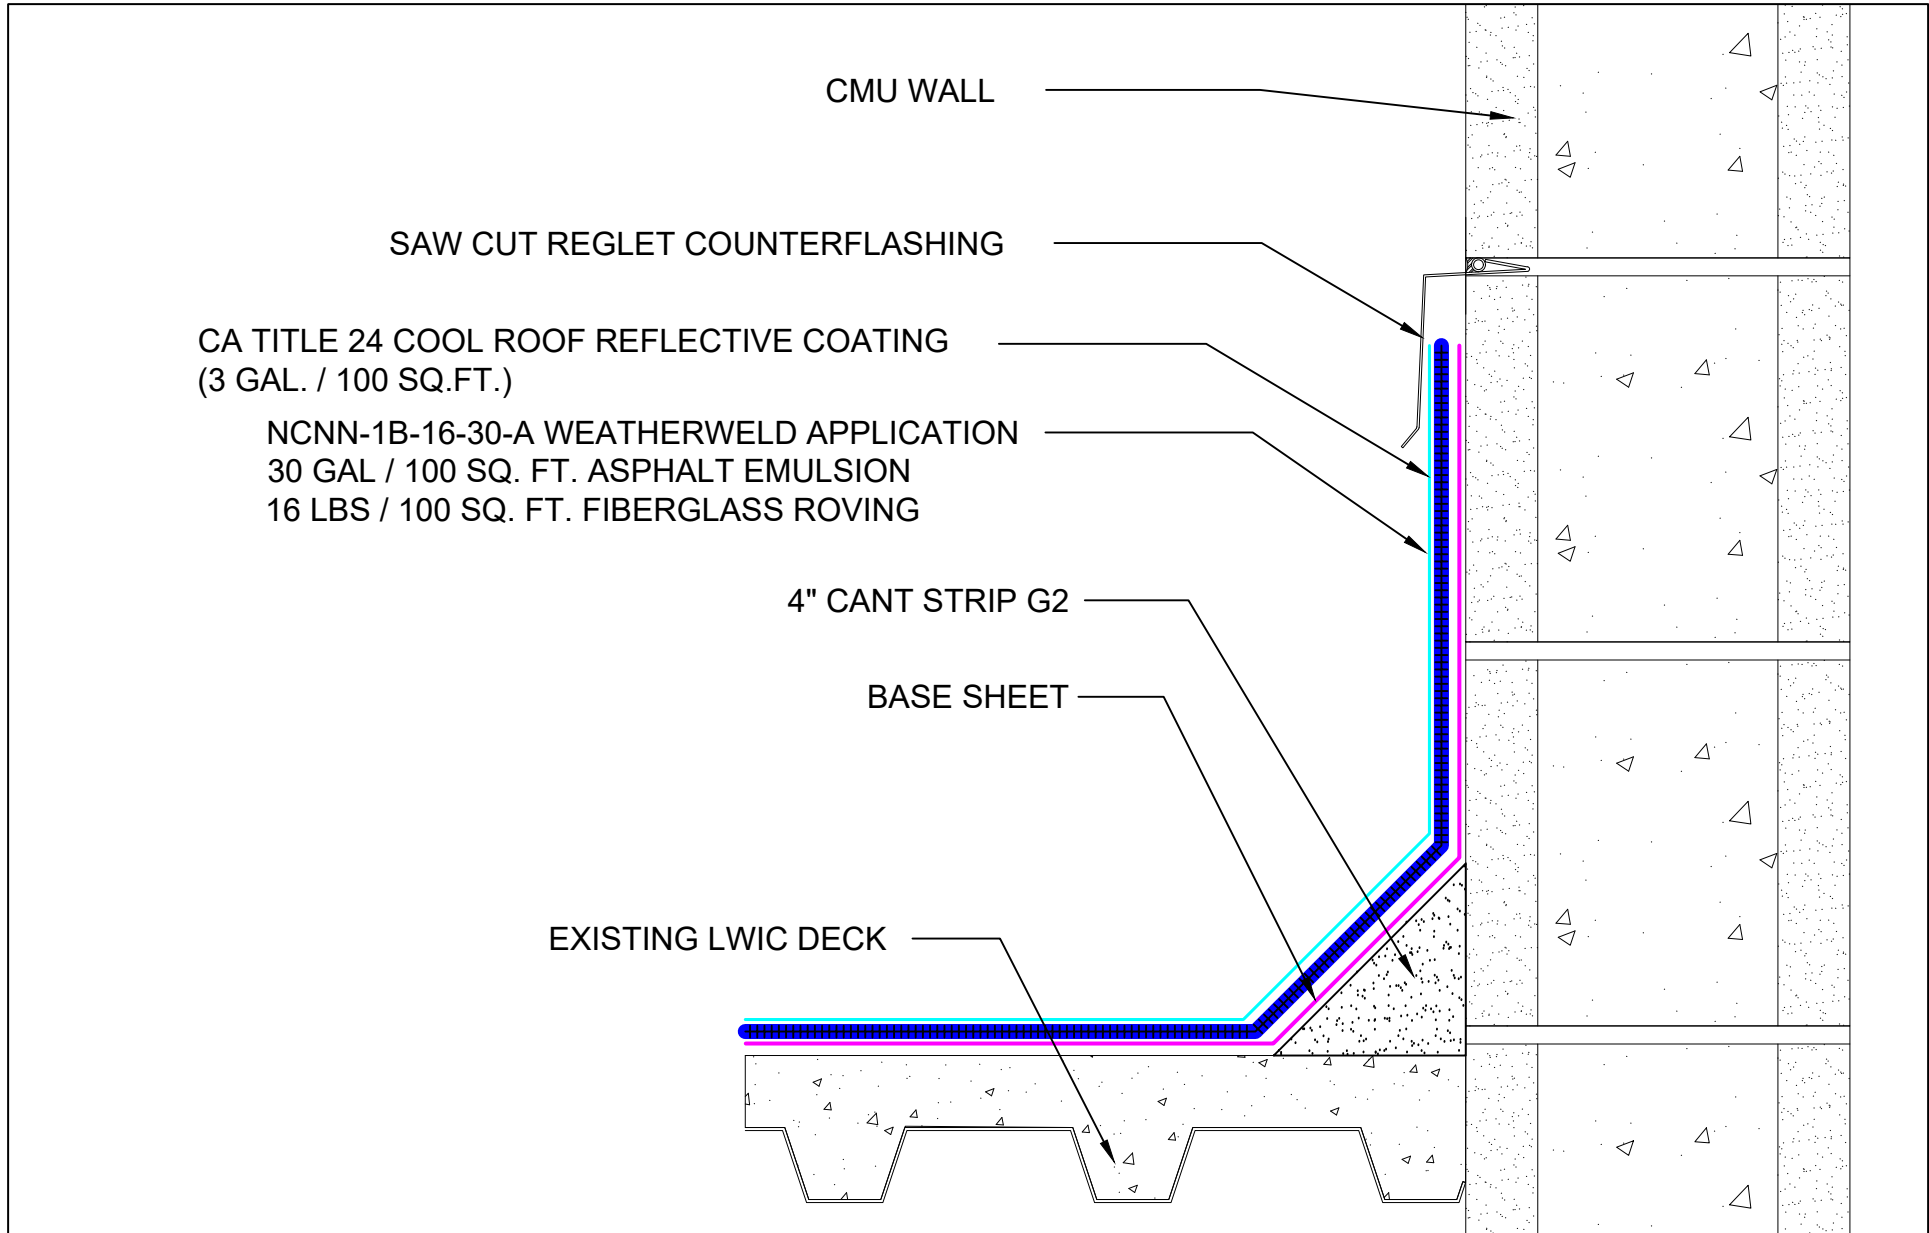 CMU WALL
SAW CUT REGLET COUNTERFLASHING
CA TITLE 24 COOL ROOF REFLECTIVE COATING
(3 GAL. / 100 SQ.FT.)
NCNN-1B-16-30-A WEATHERWELD APPLICATION
30 GAL / 100 SQ. FT. ASPHALT EMULSION
16 LBS / 100 SQ. FT. FIBERGLASS ROVING
4" CANT STRIP G2
BASE SHEET
EXISTING LWIC DECK